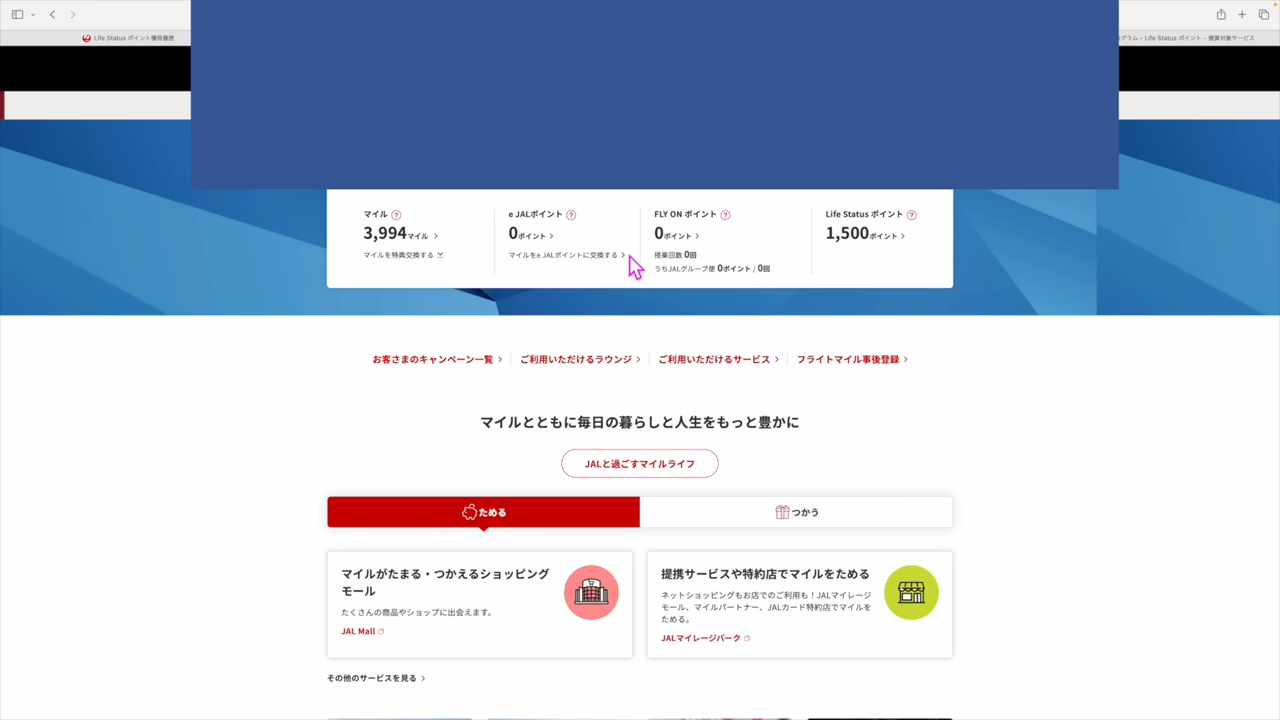 Life Status ポイント獲得履歴
グラム - Life Status ポイント - 積算対象サービス
マイル ?
3,994マイル
マイルを特典交換する
e JALポイント ?
0ポイント
マイルをe JALポイントに交換する
FLY ON ポイント ?
0ポイント
搭乗回数 0回
うちJALグループ便 0ポイント / 0回
Life Status ポイント ?
1,500ポイント
お客さまのキャンペーン一覧
ご利用いただけるラウンジ
ご利用いただけるサービス
フライトマイル事後登録
マイルとともに毎日の暮らしと人生をもっと豊かに
JALと過ごすマイルライフ
ためる
つかう
マイルがたまる・つかえるショッピング
モール
たくさんの商品やショップに出会えます。
JAL Mall
提携サービスや特約店でマイルをためる
ネットショッピングもお店でのご利用も！JALマイレージ
モール、マイルパートナー、JALカード特約店でマイルを
ためる。
JALマイレージパーク
その他のサービスを見る